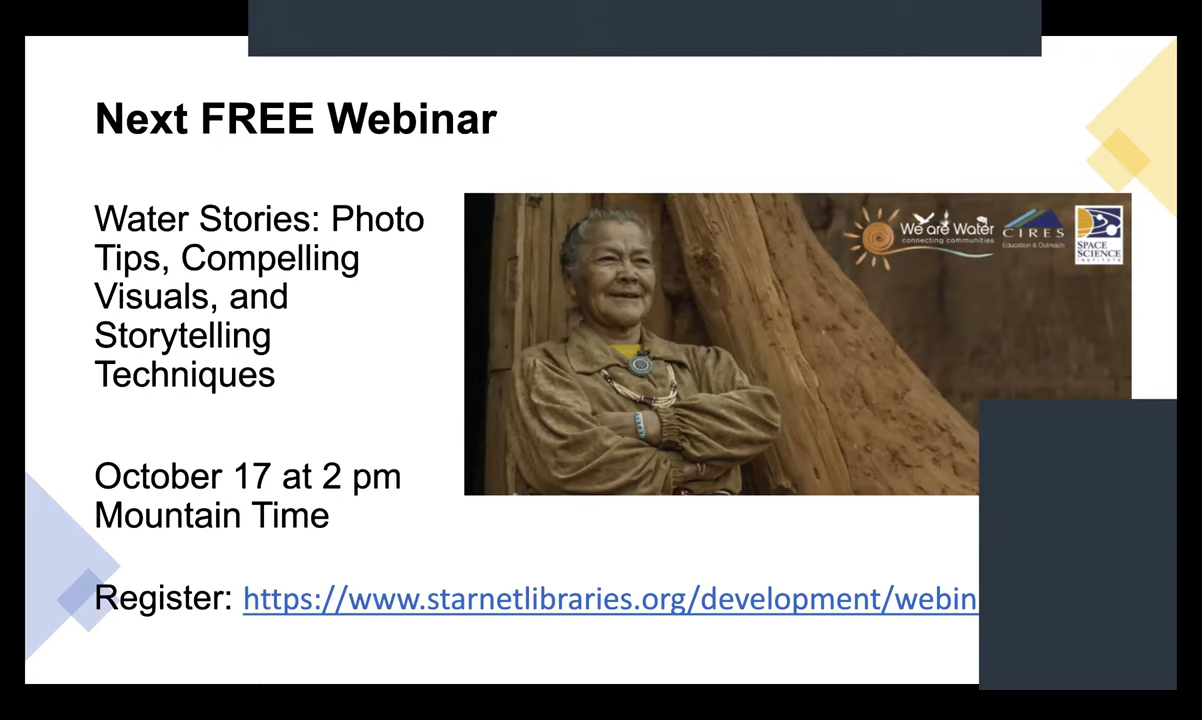 Next FREE Webinar
Water Stories: Photo
Tips, Compelling
Visuals, and
Storytelling
Techniques
We are Water
connecting communities
CIRES
Education & Outreach
SPACE
SCIENCE
INSTITUTE
October 17 at 2 pm
Mountain Time
Register: https://www.starnetlibraries.org/development/webin